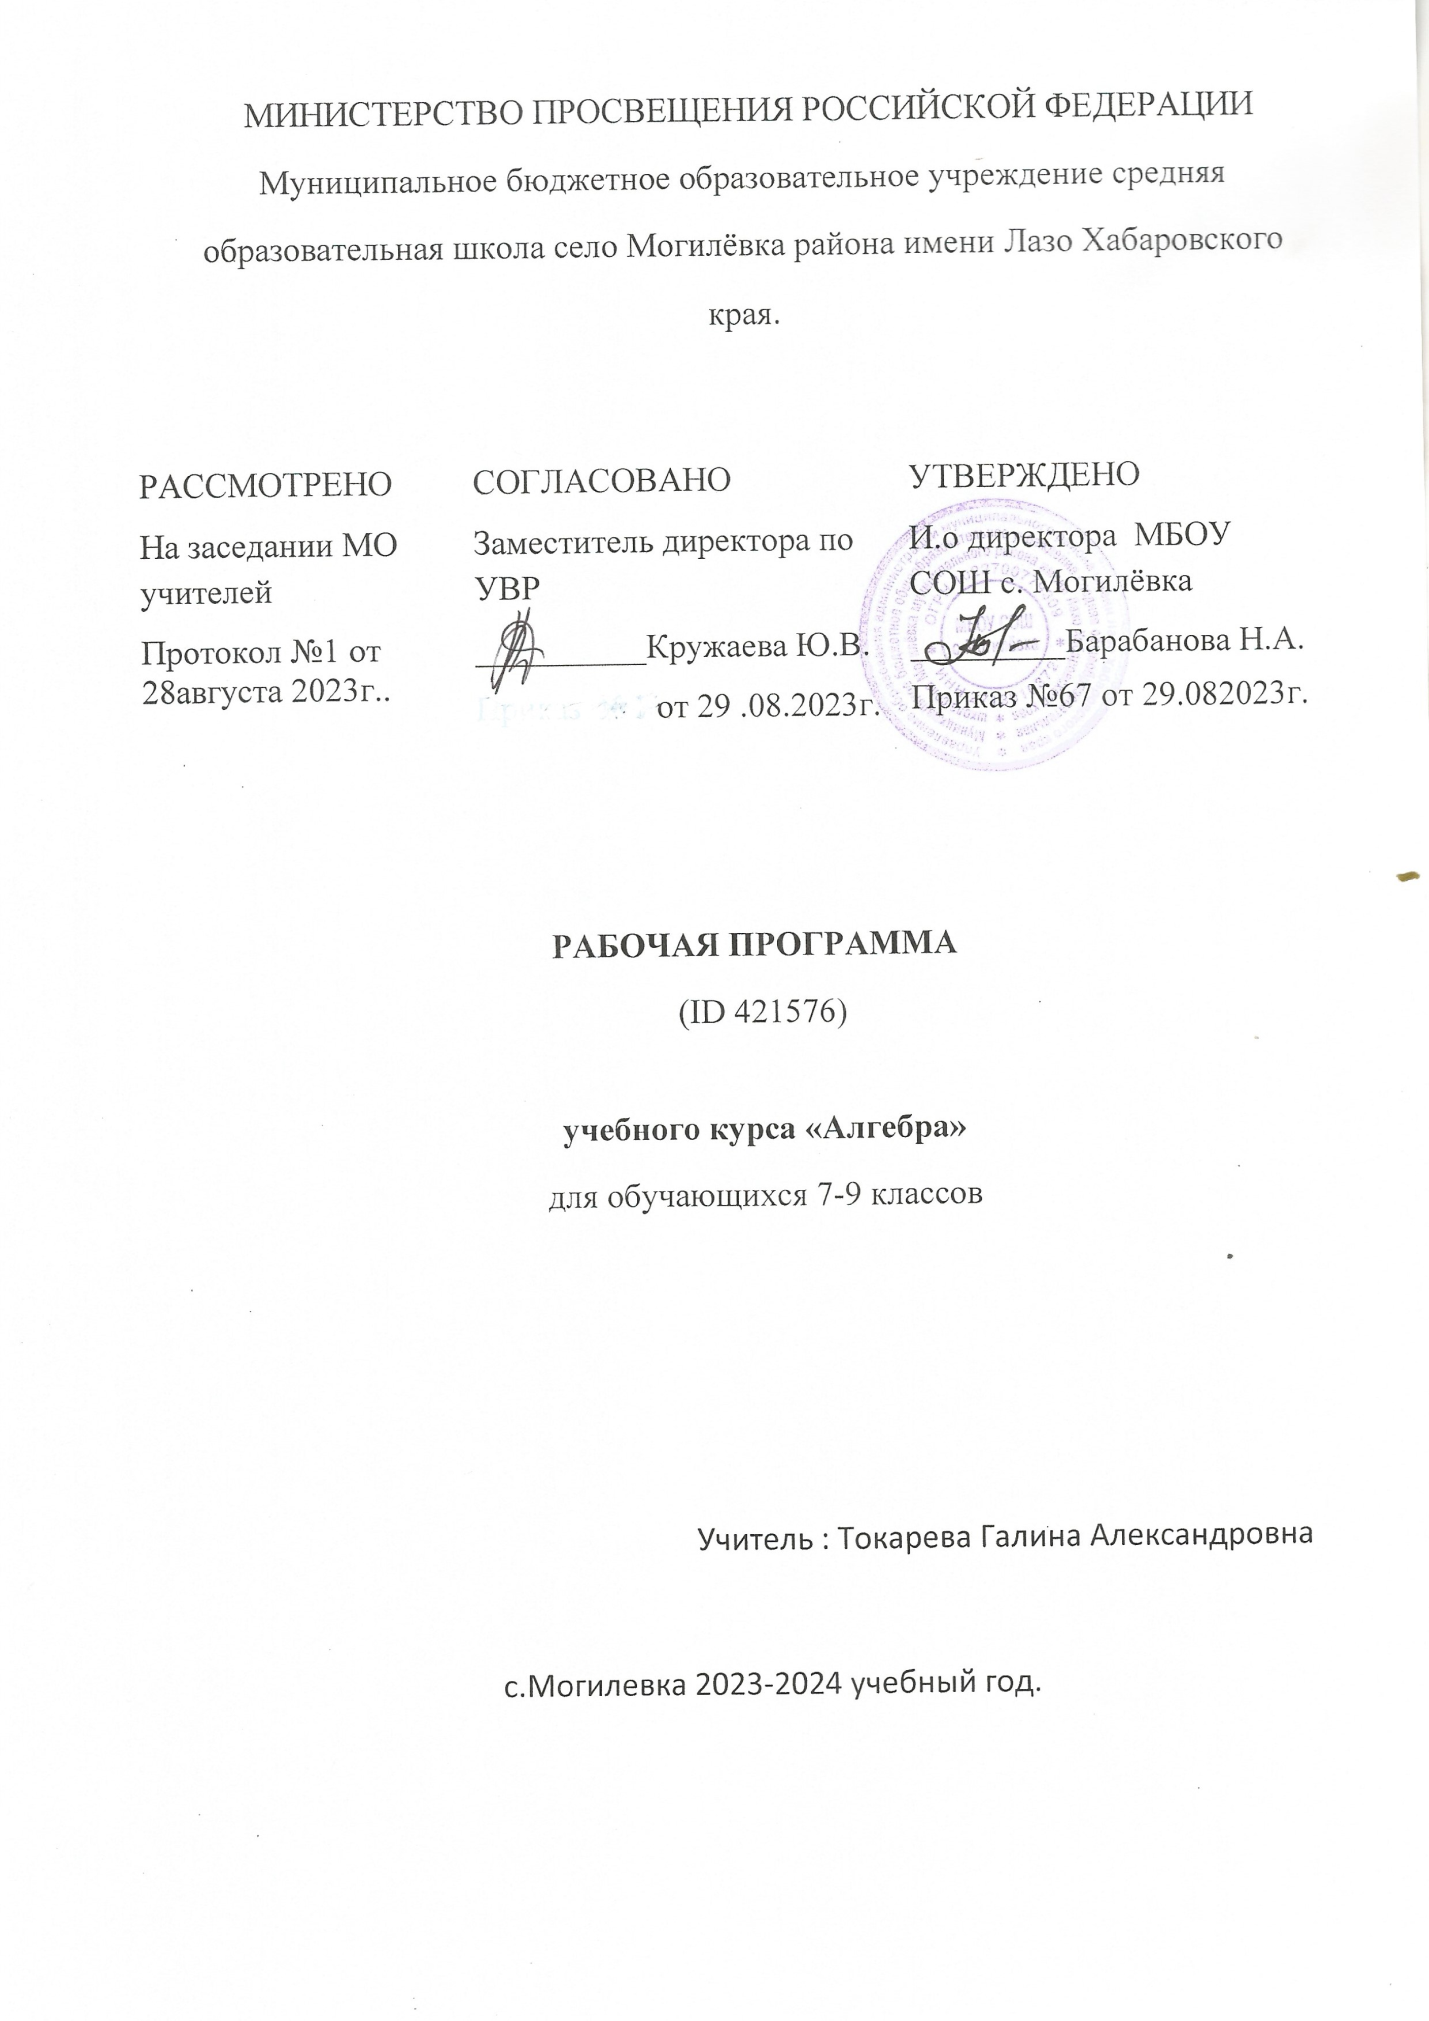 МИНИСТЕРСТВО ПРОСВЕЩЕНИЯ РОССИЙСКОЙ ФЕДЕРАЦИИ
Муниципальное бюджетное образовательное учреждение средняя
образовательная школа село Могилёвка района имени Лазо Хабаровского
края.
РАССМОТРЕНО
На заседании МО
учителей
Протокол №1 от
28августа 2023г..
СОГЛАСОВАНО
Заместитель директора по
УВР
__________Кружаева Ю.В.
от 29 .08.2023г.
УТВЕРЖДЕНО
И.о директора МБОУ
СОШ с. Могилёвка
_________Барабанова Н.А.
Приказ №67 от 29.082023г.
РАБОЧАЯ ПРОГРАММА
(ID 421576)
учебного курса «Алгебра»
для обучающихся 7-9 классов
Учитель : Токарева Галина Александровна
с.Могилевка 2023-2024 учебный год.